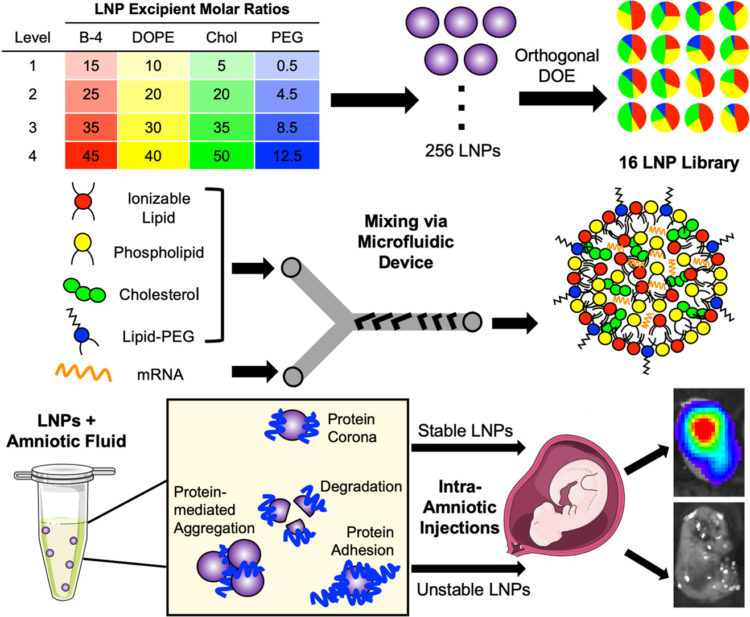 LNP Excipient Molar Ratios
Level B-4 DOPE Chol PEG
1 15 10 5 0.5
2 25 20 20 4.5
3 35 30 35 8.5
4 45 40 50 12.5
256 LNPs
Orthogonal
DOE
16 LNP Library
Ionizable
Lipid
Phospholipid
Cholesterol
Lipid-PEG
mRNA
Mixing via
Microfluidic
Device
LNPs +
Amniotic Fluid
Protein
Corona
Degradation
Protein-
mediated
Aggregation
Protein
Adhesion
Stable LNPs
Intra-
Amniotic
Injections
Unstable LNPs